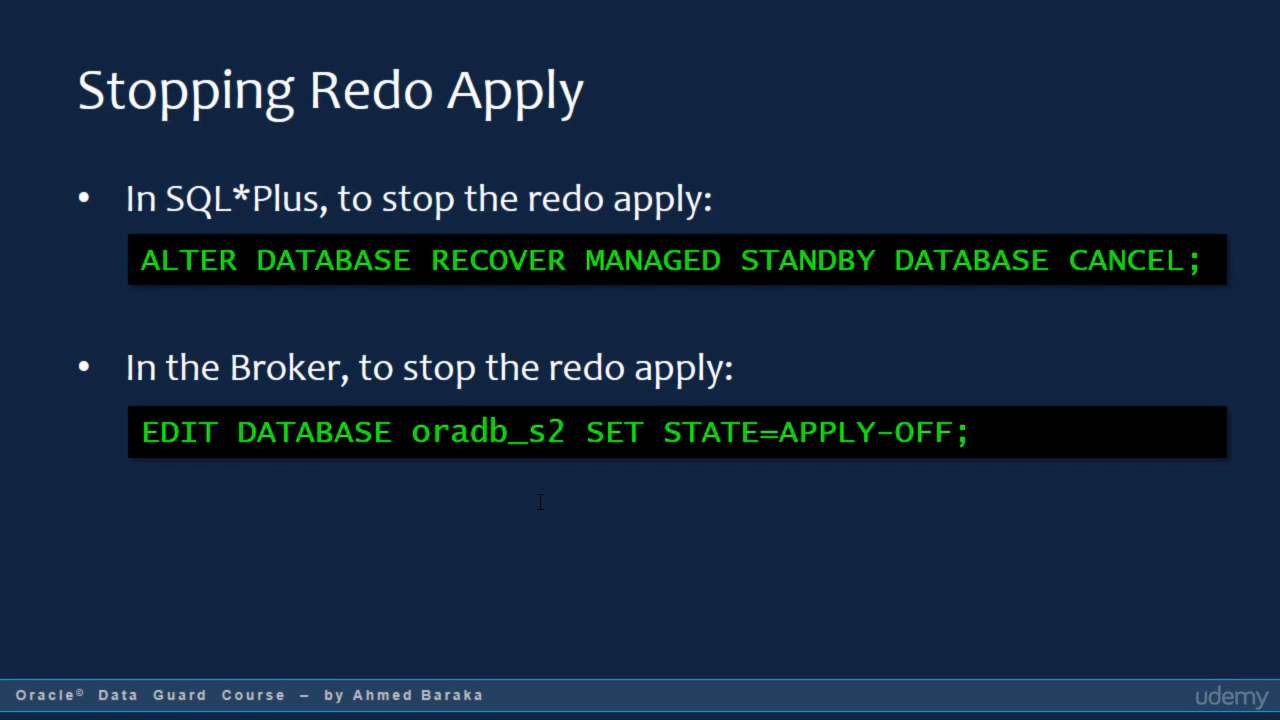 Stopping Redo Apply
• In SQL*Plus, to stop the redo apply:
ALTER DATABASE RECOVER MANAGED STANDBY DATABASE CANCEL;
• In the Broker, to stop the redo apply:
EDIT DATABASE oradb_s2 SET STATE=APPLY-OFF;
Oracle© Data Guard Course – by Ahmed Baraka
udemy